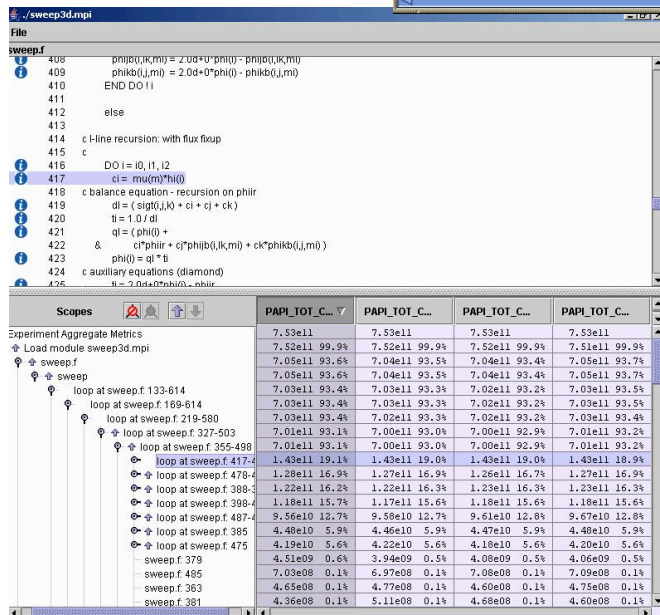 ./sweep3d.mpi
File
sweep.f
408 phijb(i,lk,mi) = 2.0d+0*phi(i) - phijb(i,lk,mi)
409 phikb(i,j,mi) = 2.0d+0*phi(i) - phikb(i,j,mi)
410 END DO ! i
411
412 else
413
414 c I-line recursion: with flux fixup
415 c
416 DO i = i0, i1, i2
417 ci = mu(m)*hi(i)
418 c balance equation - recursion on phiir
419 dl = ( sigt(i,j,k) + ci + cj + ck )
420 ti = 1.0 / dl
421 ql = ( phi(i) +
422 & ci*phiir + cj*phijb(i,lk,mi) + ck*phikb(i,j,mi) )
423 phi(i) = ql * ti
424 c auxiliary equations (diamond)
425 ti = 2.0d+0*phi(i) - phiir
Scopes PAPI_TOT_C... PAPI_TOT_C... PAPI_TOT_C... PAPI_TOT_C...
Experiment Aggregate Metrics 7.53e11 7.53e11 7.53e11 7.53e11
Load module sweep3d.mpi 7.52e11 99.9% 7.52e11 99.9% 7.52e11 99.9% 7.51e11 99.9%
sweep.f 7.05e11 93.6% 7.04e11 93.5% 7.04e11 93.4% 7.05e11 93.7%
sweep 7.05e11 93.6% 7.04e11 93.5% 7.04e11 93.4% 7.05e11 93.7%
loop at sweep.f: 133-614 7.03e11 93.4% 7.03e11 93.3% 7.02e11 93.2% 7.03e11 93.5%
loop at sweep.f: 169-614 7.03e11 93.4% 7.03e11 93.3% 7.02e11 93.2% 7.03e11 93.5%
loop at sweep.f: 219-580 7.03e11 93.4% 7.02e11 93.2% 7.02e11 93.2% 7.03e11 93.4%
loop at sweep.f: 327-503 7.01e11 93.1% 7.00e11 93.0% 7.00e11 92.9% 7.01e11 93.2%
loop at sweep.f: 355-498 7.01e11 93.1% 7.00e11 93.0% 7.00e11 92.9% 7.01e11 93.2%
loop at sweep.f: 417-4 1.43e11 19.1% 1.43e11 19.0% 1.43e11 19.0% 1.43e11 18.9%
loop at sweep.f: 478-4 1.28e11 16.9% 1.27e11 16.9% 1.26e11 16.7% 1.27e11 16.9%
loop at sweep.f: 388-3 1.22e11 16.2% 1.22e11 16.3% 1.23e11 16.3% 1.23e11 16.3%
loop at sweep.f: 398-4 1.18e11 15.7% 1.17e11 15.6% 1.18e11 15.6% 1.18e11 15.6%
loop at sweep.f: 487-4 9.56e10 12.7% 9.58e10 12.7% 9.61e10 12.8% 9.67e10 12.8%
loop at sweep.f: 385 4.48e10 5.9% 4.46e10 5.9% 4.47e10 5.9% 4.48e10 5.9%
loop at sweep.f: 475 4.19e10 5.6% 4.22e10 5.6% 4.18e10 5.6% 4.20e10 5.6%
sweep.f: 379 4.51e09 0.6% 3.94e09 0.5% 4.08e09 0.5% 4.06e09 0.5%
sweep.f: 485 7.03e08 0.1% 6.97e08 0.1% 7.08e08 0.1% 7.09e08 0.1%
sweep.f: 363 4.65e08 0.1% 4.77e08 0.1% 4.60e08 0.1% 4.75e08 0.1%
sweep.f: 381 4.36e08 0.1% 5.11e08 0.1% 4.68e08 0.1% 4.60e08 0.1%